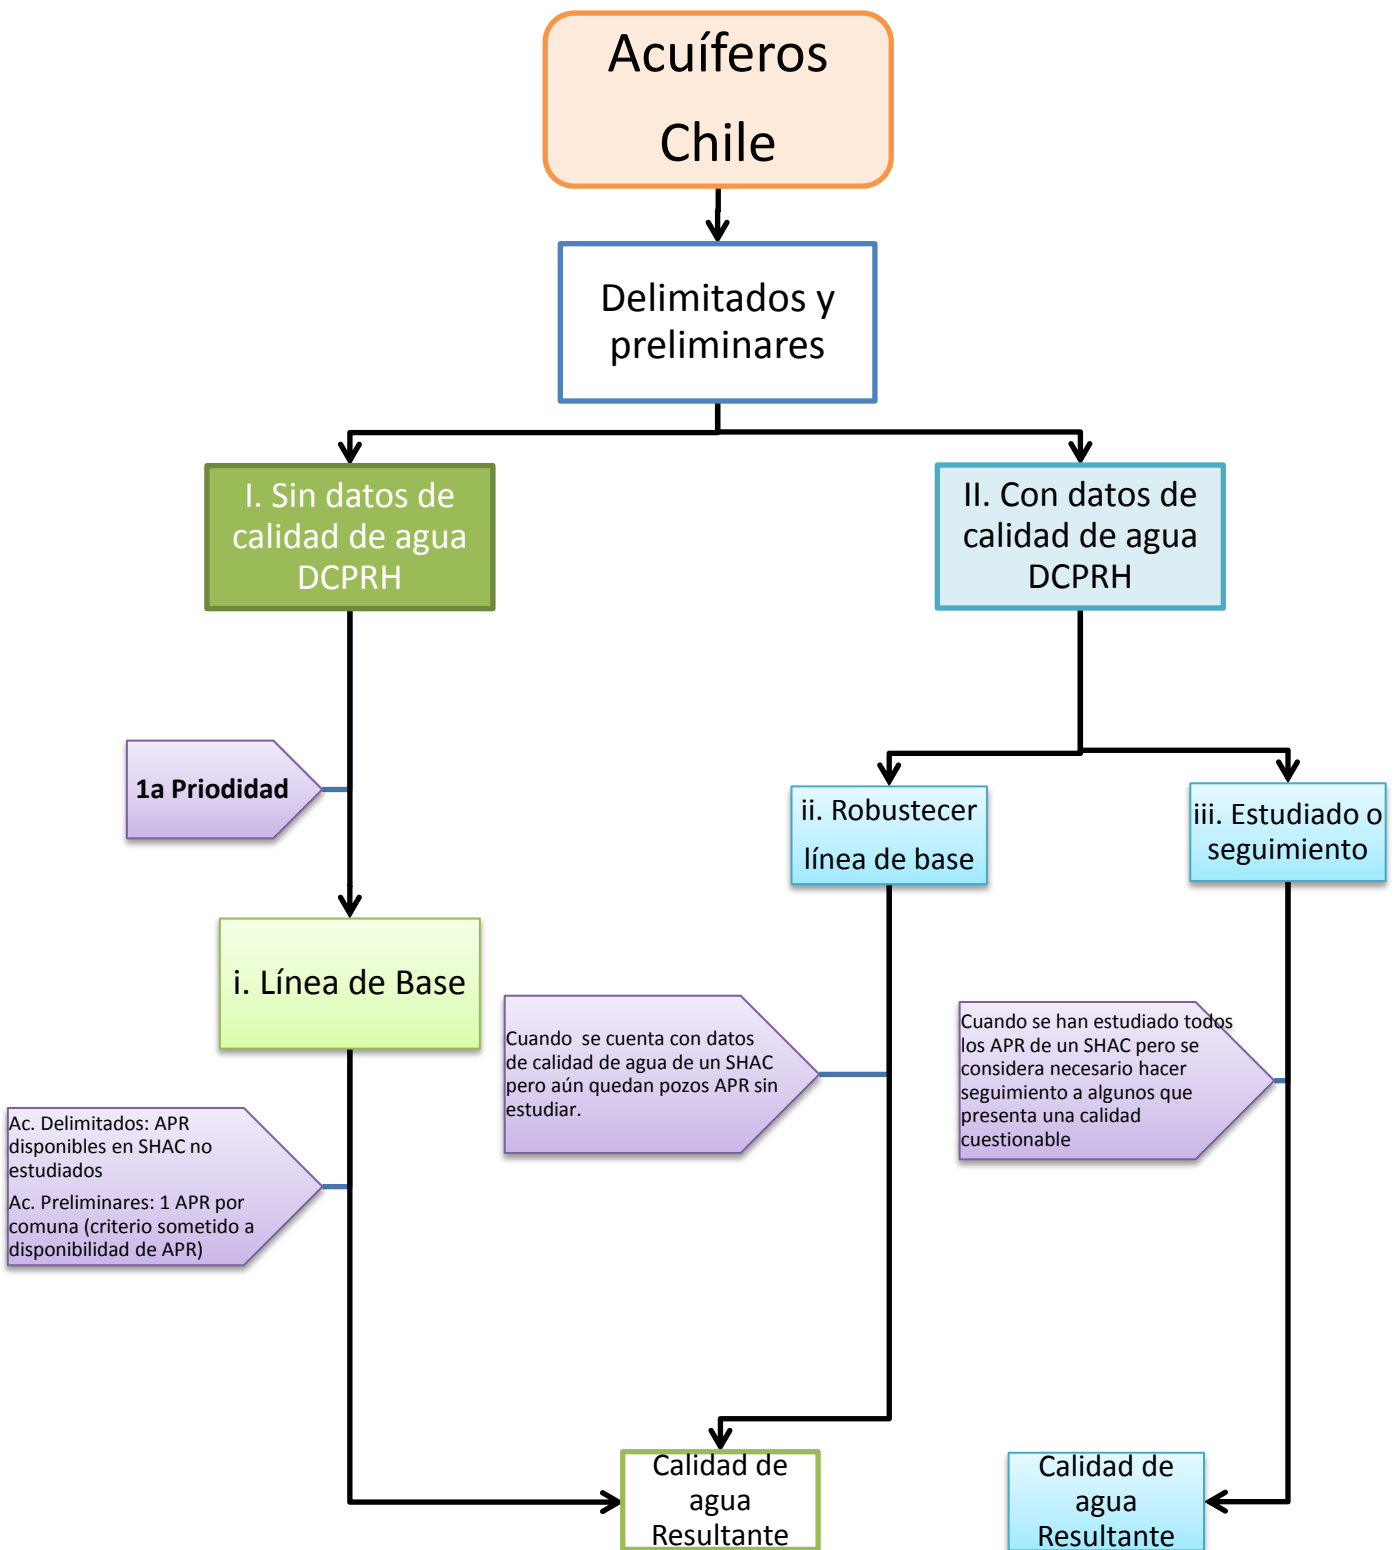 Acuíferos
Chile
Delimitados y
preliminares
I. Sin datos de
calidad de agua
DCPRH
II. Con datos de
calidad de agua
DCPRH
1a Priodidad
ii. Robustecer
línea de base
iii. Estudiado o
seguimiento
i. Línea de Base
Cuando se cuenta con datos
de calidad de agua de un SHAC
pero aún quedan pozos APR sin
estudiar.
Cuando se han estudiado todos
los APR de un SHAC pero se
considera necesario hacer
seguimiento a algunos que
presenta una calidad
cuestionable
Ac. Delimitados: APR
disponibles en SHAC no
estudiados
Ac. Preliminares: 1 APR por
comuna (criterio sometido a
disponibilidad de APR)
Calidad de
agua
Resultante
Calidad de
agua
Resultante